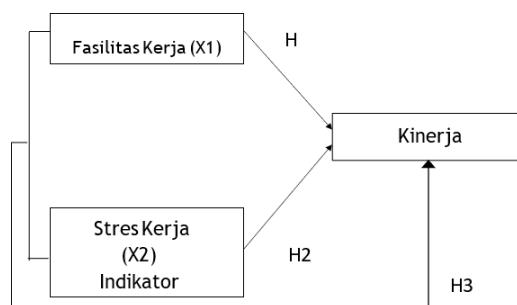 Fasilitas Kerja (X1)
H
Kinerja
Stres Kerja
(X2)
Indikator
H2
H3